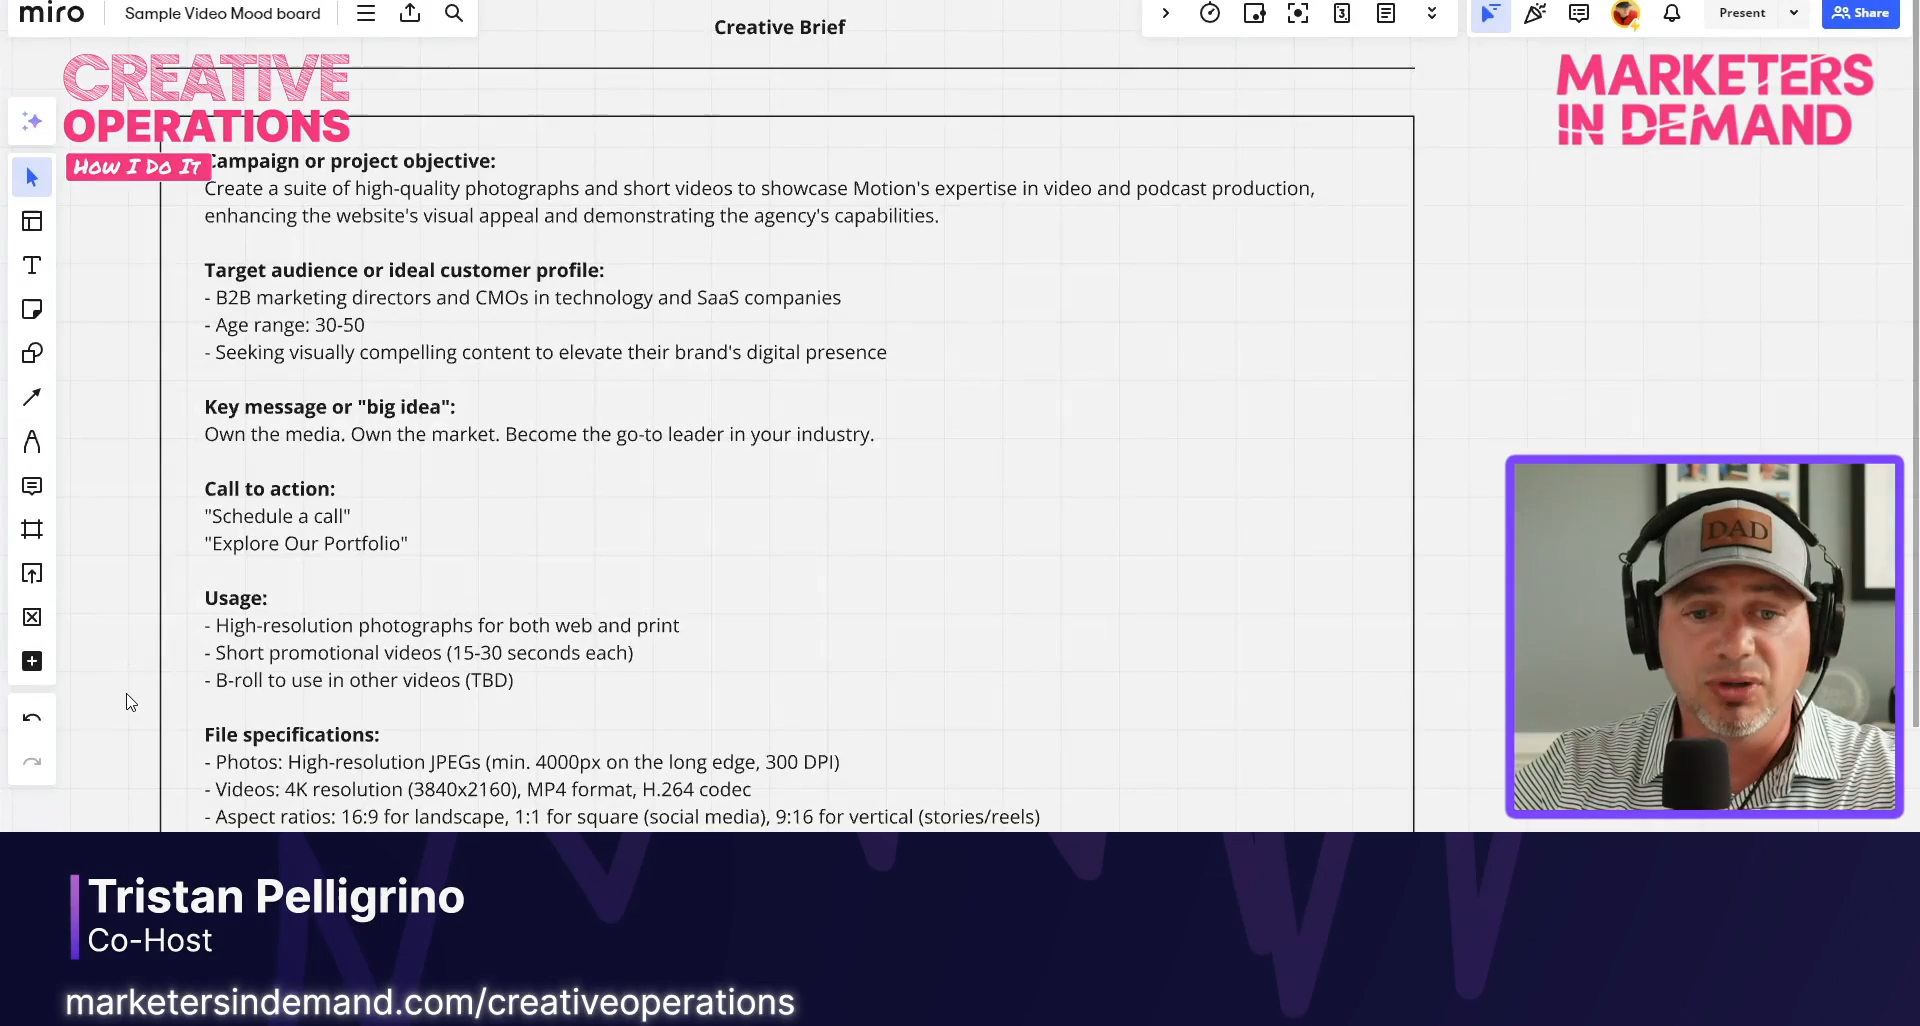 miro
Sample Video Mood board
Creative Brief
3
Present
Share
CREATIVE
OPERATIONS
HOW I DO IT
MARKETERS
IN DEMAND
Campaign or project objective:
Create a suite of high-quality photographs and short videos to showcase Motion's expertise in video and podcast production,
enhancing the website's visual appeal and demonstrating the agency's capabilities.
Target audience or ideal customer profile:
- B2B marketing directors and CMOs in technology and SaaS companies
- Age range: 30-50
- Seeking visually compelling content to elevate their brand's digital presence
Key message or "big idea":
Own the media. Own the market. Become the go-to leader in your industry.
Call to action:
"Schedule a call"
"Explore Our Portfolio"
Usage:
- High-resolution photographs for both web and print
- Short promotional videos (15-30 seconds each)
- B-roll to use in other videos (TBD)
File specifications:
- Photos: High-resolution JPEGs (min. 4000px on the long edge, 300 DPI)
- Videos: 4K resolution (3840x2160), MP4 format, H.264 codec
- Aspect ratios: 16:9 for landscape, 1:1 for square (social media), 9:16 for vertical (stories/reels)
DAD
Tristan Pelligrino
Co-Host
marketersindemand.com/creativeoperations